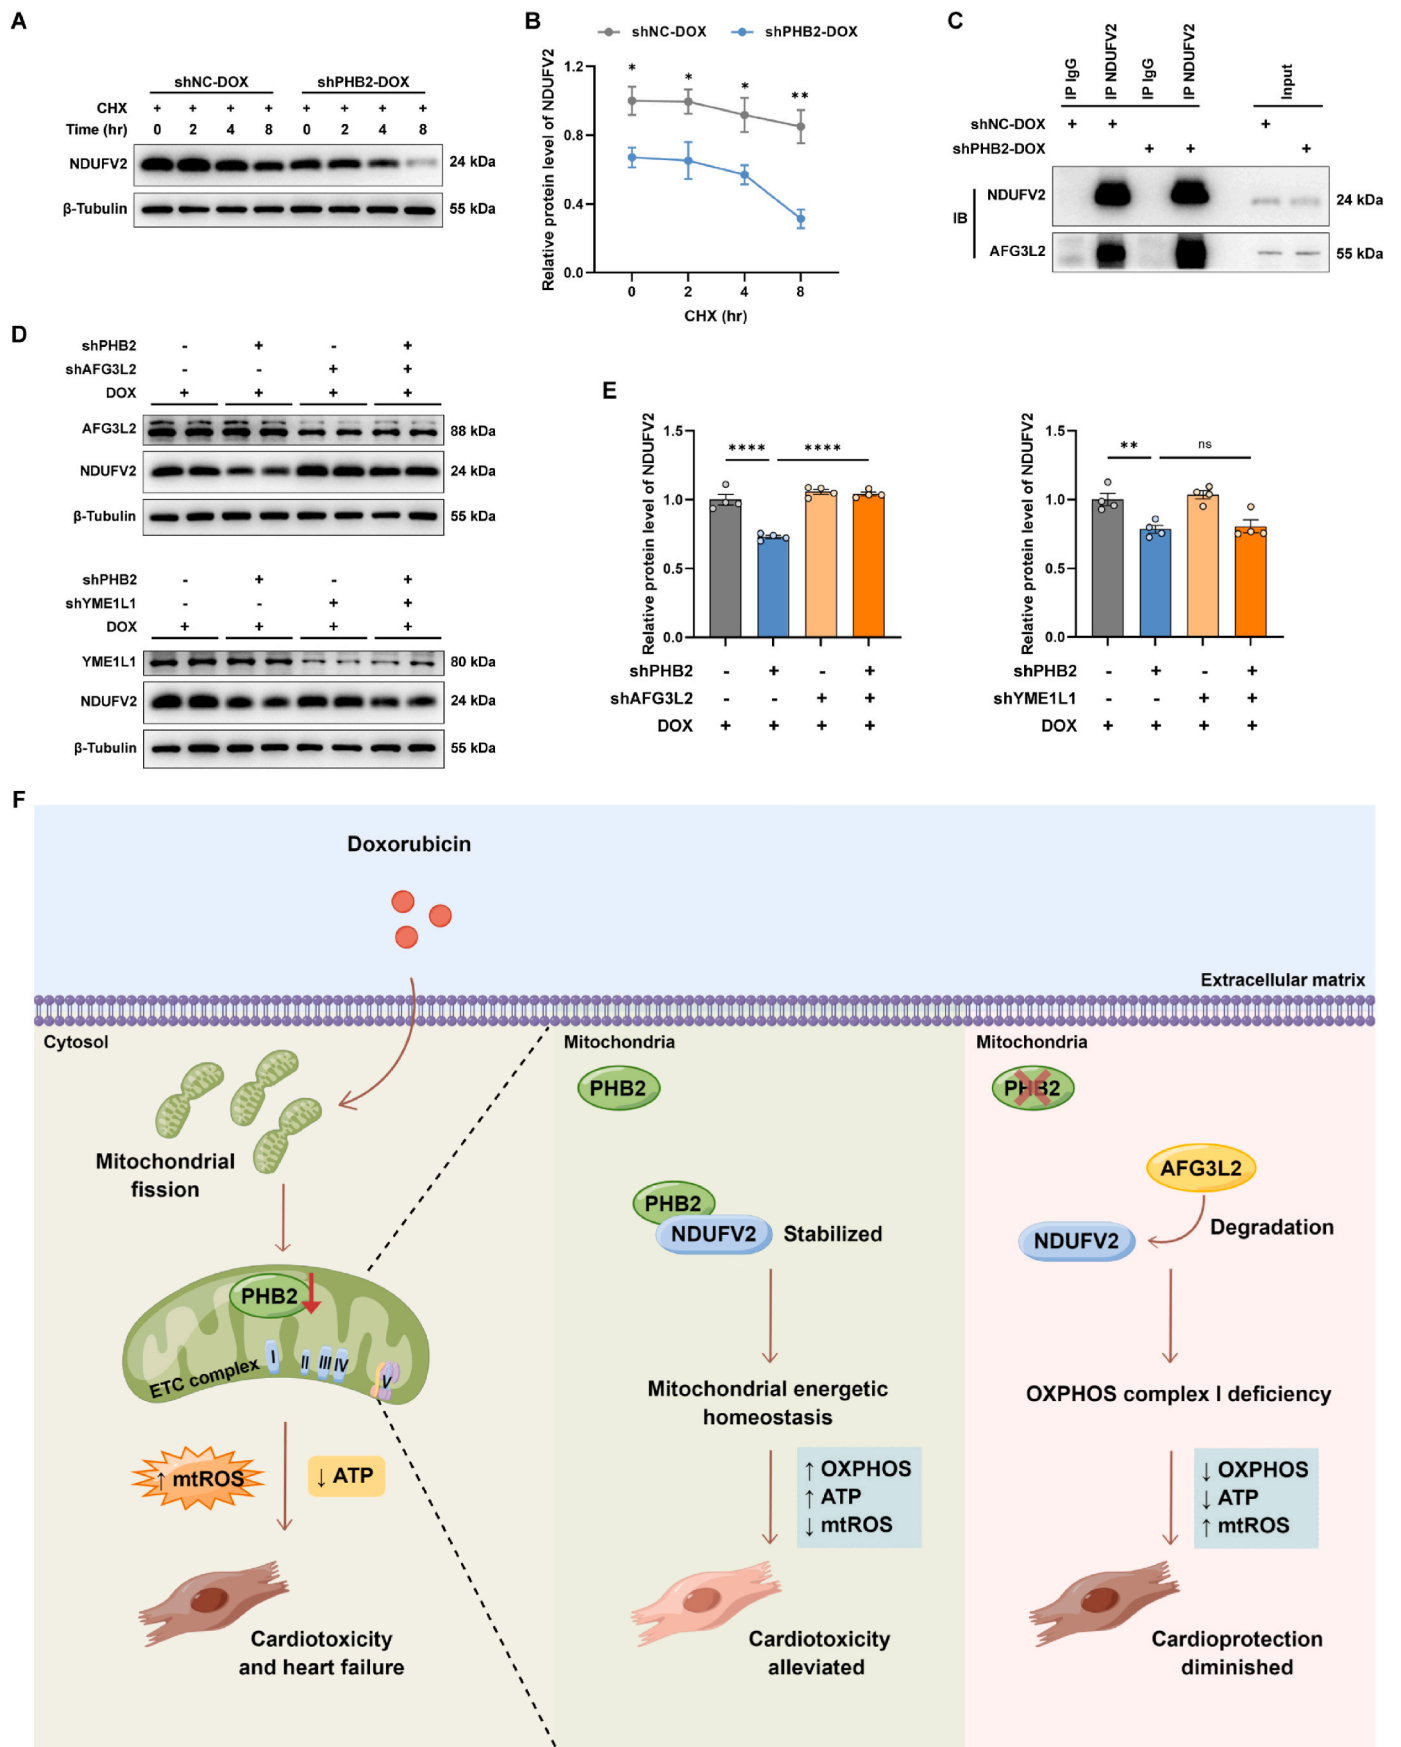 A
shNC-DOX shPHB2-DOX
CHX + + + + + + + +
Time (hr) 0 2 4 8 0 2 4 8
NDUFV2 24 kDa
β-Tubulin 55 kDa
B
shNC-DOX shPHB2-DOX
Relative protein level of NDUFV2
1.2
0.8
0.4
0.0
* * * **
0 2 4 8
CHX (hr)
C
IP IgG IP NDUFV2 IP IgG IP NDUFV2 Input
shNC-DOX + + +
shPHB2-DOX + + +
IB
NDUFV2 24 kDa
AFG3L2 55 kDa
D
shPHB2 - + - +
shAFG3L2 - - + +
DOX + + + +
AFG3L2 88 kDa
NDUFV2 24 kDa
β-Tubulin 55 kDa
shPHB2 - + - +
shYME1L1 - - + +
DOX + + + +
YME1L1 80 kDa
NDUFV2 24 kDa
β-Tubulin 55 kDa
E
Relative protein level of NDUFV2
1.5
1.0
0.5
0.0
**** ****
shPHB2 - + - +
shAFG3L2 - - + +
DOX + + + +
Relative protein level of NDUFV2
1.5
1.0
0.5
0.0
** ns
shPHB2 - + - +
shYME1L1 - - + +
DOX + + + +
F
Doxorubicin
Extracellular matrix
Cytosol
Mitochondrial
fission
PHB2
ETC complex I II III IV V
↑ mtROS
↓ ATP
Cardiotoxicity
and heart failure
Mitochondria
PHB2
PHB2
NDUFV2 Stabilized
Mitochondrial energetic
homeostasis
↑ OXPHOS
↑ ATP
↓ mtROS
Cardiotoxicity
alleviated
Mitochondria
PHB2
AFG3L2
Degradation
NDUFV2
OXPHOS complex I deficiency
↓ OXPHOS
↓ ATP
↑ mtROS
Cardioprotection
diminished